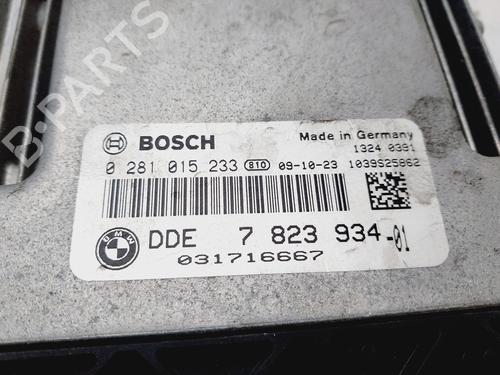 B-PARTS
BOSCH
Made in Germany
1324 0391
0 281 015 233 810 09-10-23 1039S25862
BMW
DDE 7 823 934-01
031716667